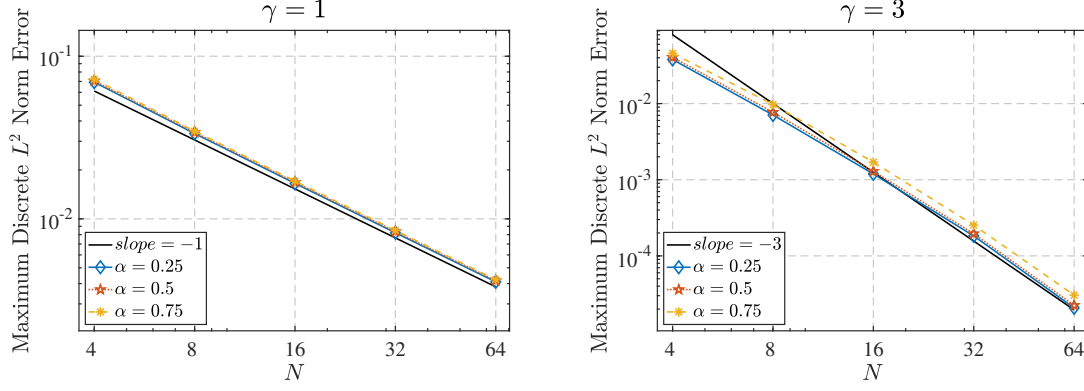 γ = 1
Maximum Discrete L² Norm Error
10⁻¹
10⁻²
slope = −1
α = 0.25
α = 0.5
α = 0.75
4 8 16 32 64
N
γ = 3
Maximum Discrete L² Norm Error
10⁻²
10⁻³
10⁻⁴
slope = −3
α = 0.25
α = 0.5
α = 0.75
4 8 16 32 64
N